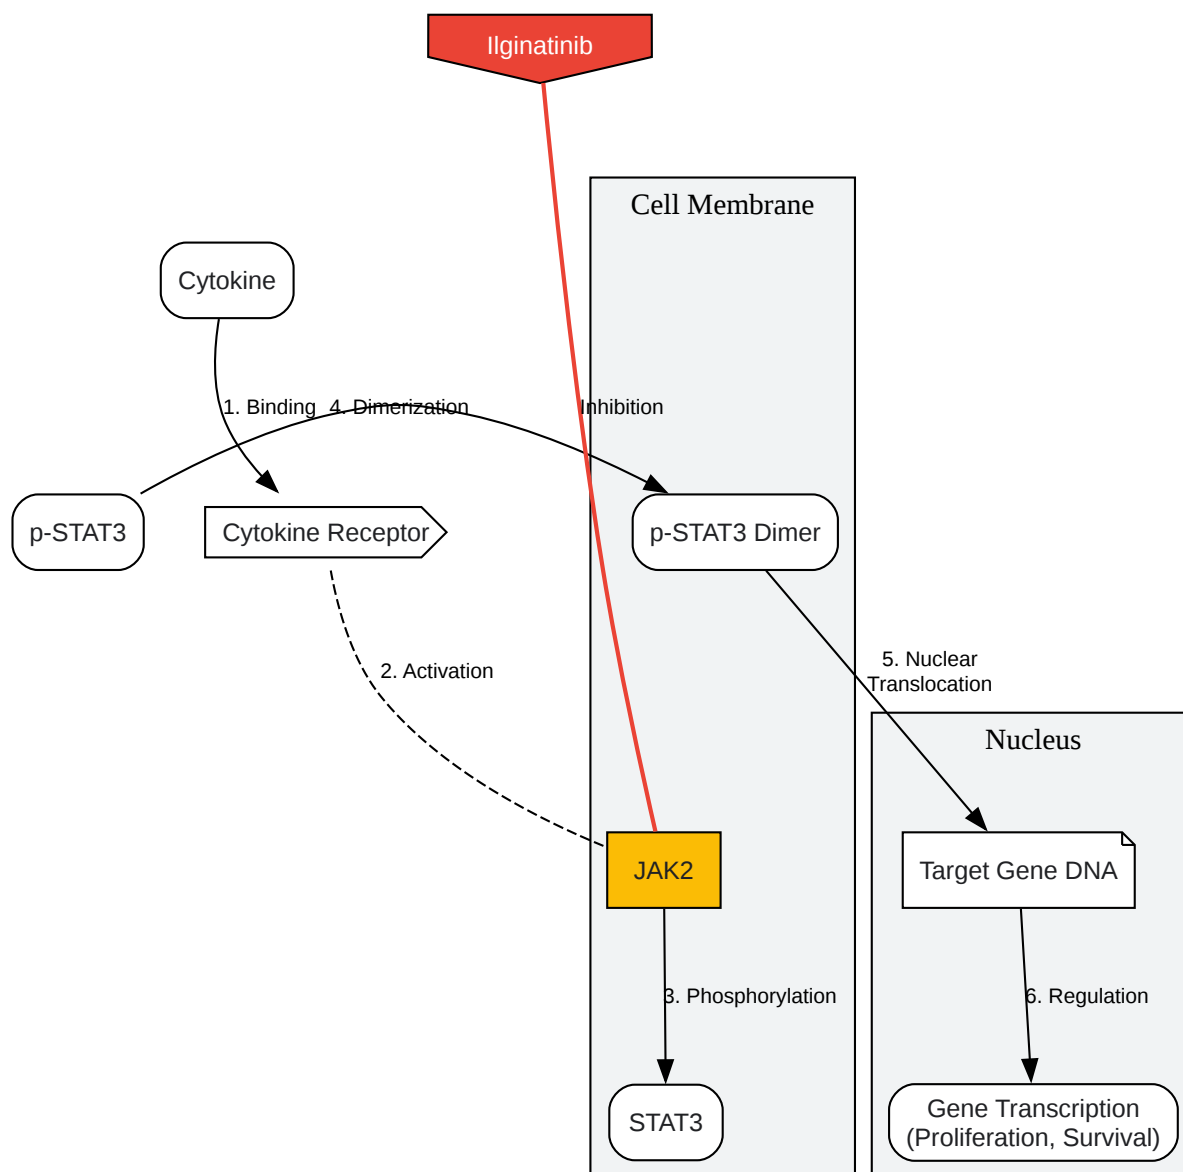 Ilginatinib
Cell Membrane
Cytokine
1. Binding
4. Dimerization
Inhibition
p-STAT3
Cytokine Receptor
p-STAT3 Dimer
2. Activation
5. Nuclear
Translocation
Nucleus
JAK2
Target Gene DNA
3. Phosphorylation
6. Regulation
STAT3
Gene Transcription
(Proliferation, Survival)